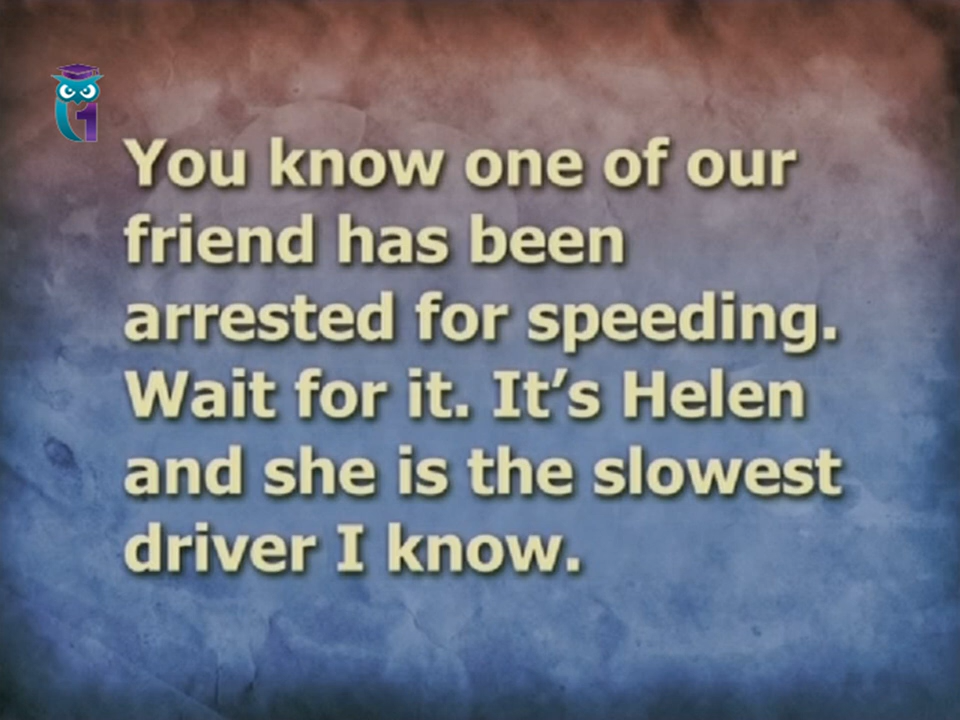 You know one of our
friend has been
arrested for speeding.
Wait for it. It’s Helen
and she is the slowest
driver I know.